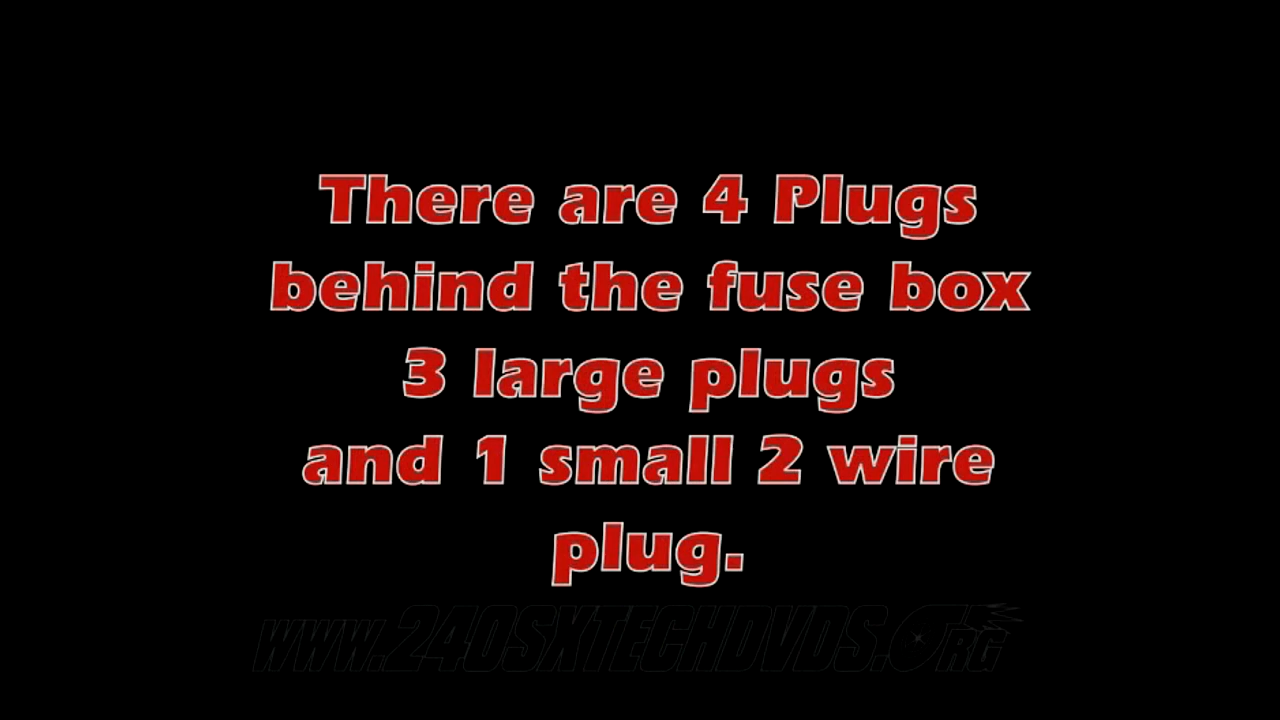 There are 4 Plugs
behind the fuse box
3 large plugs
and 1 small 2 wire
plug.
WWW.240SXTECHDVDS.ORG